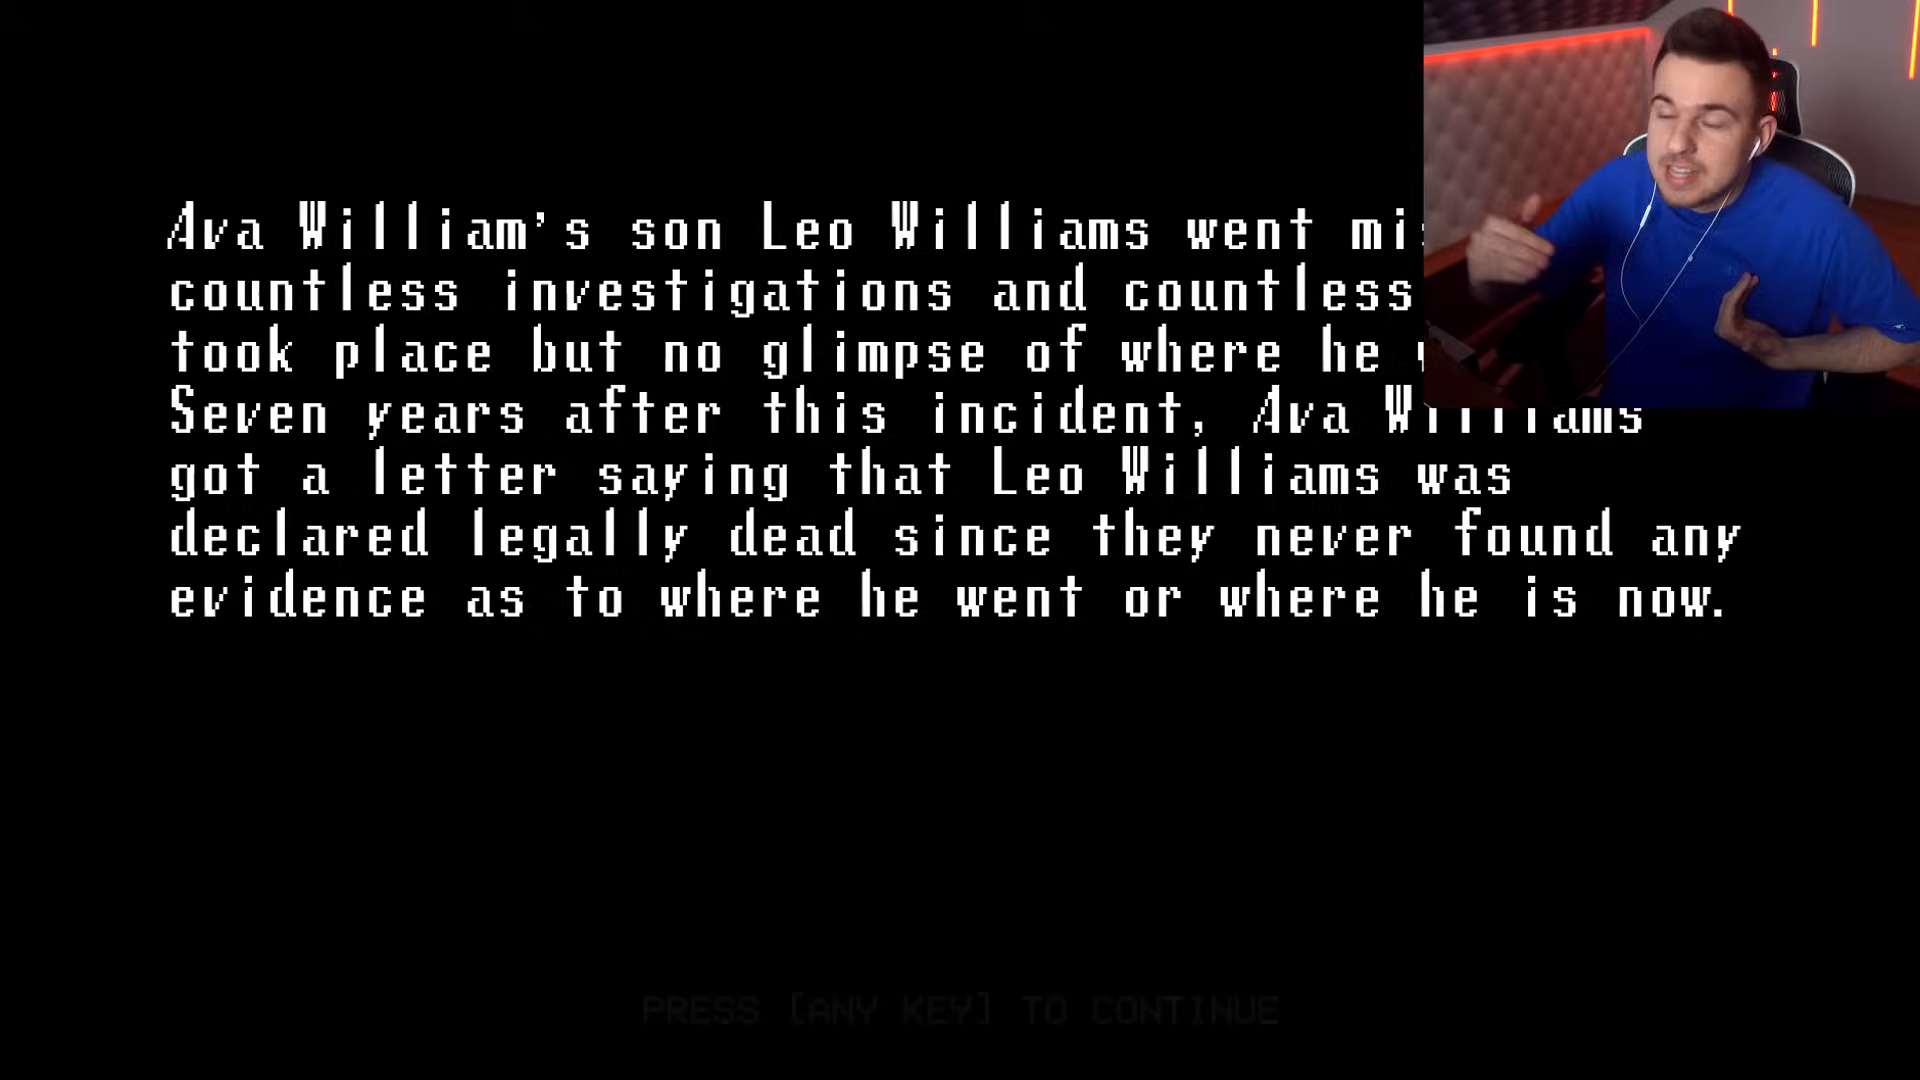 Ava William's son Leo Williams went
countless investigations and countless
took place but no glimpse of where he
Seven years after this incident, Ava Williams
got a letter saying that Leo Williams was
declared legally dead since they never found any
evidence as to where he went or where he is now.
PRESS [ANY KEY] TO CONTINUE